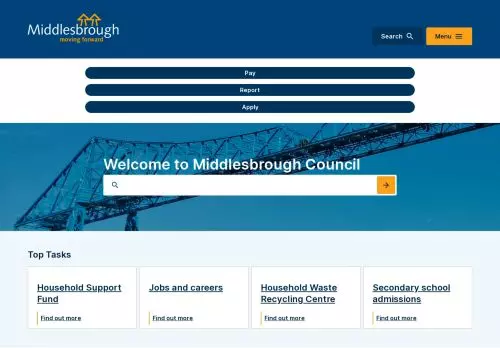 Middlesbrough
moving forward
Search
Menu
Pay
Report
Apply
Welcome to Middlesbrough Council
Top Tasks
Household Support
Fund
Find out more
Jobs and careers
Find out more
Household Waste
Recycling Centre
Find out more
Secondary school
admissions
Find out more